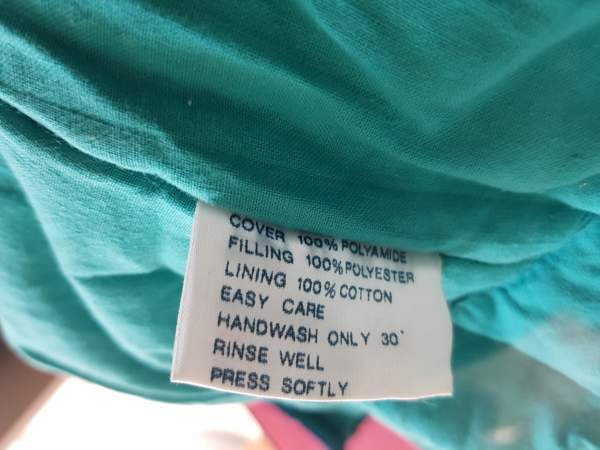 COVER 100% POLYAMIDE
FILLING 100% POLYESTER
LINING 100% COTTON
EASY CARE
HANDWASH ONLY 30°
RINSE WELL
PRESS SOFTLY